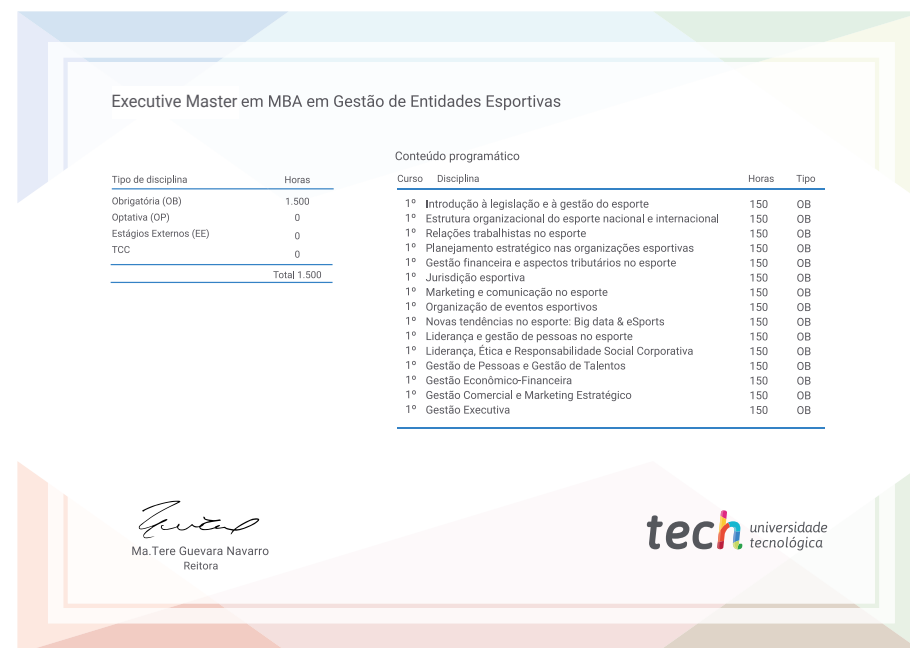 Executive Master em MBA em Gestão de Entidades Esportivas
Tipo de disciplina Horas
Obrigatória (OB) 1.500
Optativa (OP) 0
Estágios Externos (EE) 0
TCC 0
Total 1.500
Conteúdo programático
Curso Disciplina Horas Tipo
1º Introdução à legislação e à gestão do esporte 150 OB
1º Estrutura organizacional do esporte nacional e internacional 150 OB
1º Relações trabalhistas no esporte 150 OB
1º Planejamento estratégico nas organizações esportivas 150 OB
1º Gestão financeira e aspectos tributários no esporte 150 OB
1º Jurisdição esportiva 150 OB
1º Marketing e comunicação no esporte 150 OB
1º Organização de eventos esportivos 150 OB
1º Novas tendências no esporte: Big data & eSports 150 OB
1º Liderança e gestão de pessoas no esporte 150 OB
1º Liderança, Ética e Responsabilidade Social Corporativa 150 OB
1º Gestão de Pessoas e Gestão de Talentos 150 OB
1º Gestão Econômico-Financeira 150 OB
1º Gestão Comercial e Marketing Estratégico 150 OB
1º Gestão Executiva 150 OB
Ma.Tere Guevara Navarro
Reitora
tech universidade
tecnológica